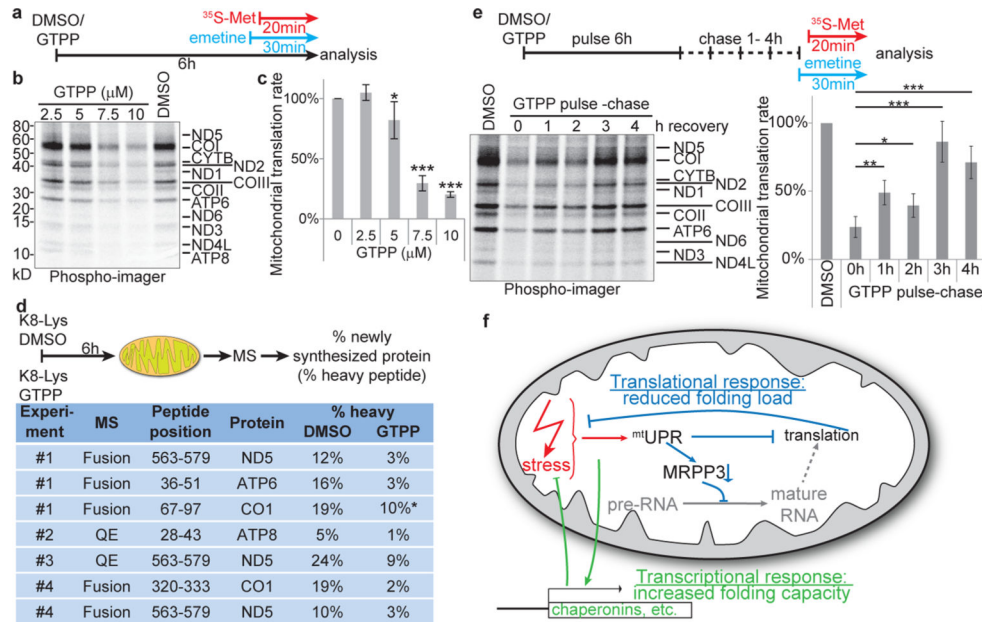 a
DMSO/
GTPP
³⁵S-Met
20min
emetine
30min
6h
analysis
b
GTPP (µM)
2.5 5 7.5 10
DMSO
80
60
50
40
30
20
15
10
kD
ND5
COI
CYTB
ND2
ND1
COIII
COII
ATP6
ND6
ND3
ND4L
ATP8
Phospho-imager
c
Mitochondrial translation rate
100%
50%
0%
*
***
***
0 2.5 5 7.5 10
GTPP (µM)
d
K8-Lys
DMSO
6h
K8-Lys
GTPP
MS
% newly
synthesized protein
(% heavy peptide)
Experi- MS Peptide Protein % heavy
ment position DMSO GTPP
#1 Fusion 563-579 ND5 12% 3%
#1 Fusion 36-51 ATP6 16% 3%
#1 Fusion 67-97 CO1 19% 10%*
#2 QE 28-43 ATP8 5% 1%
#3 QE 563-579 ND5 24% 9%
#4 Fusion 320-333 CO1 19% 2%
#4 Fusion 563-579 ND5 10% 3%
e
DMSO/
GTPP
pulse 6h
chase 1- 4h
³⁵S-Met
20min
emetine
30min
analysis
DMSO
GTPP pulse -chase
0 1 2 3 4 h recovery
ND5
COI
CYTB
ND2
ND1
COIII
COII
ATP6
ND6
ND3
ND4L
Phospho-imager
Mitochondrial translation rate
100%
50%
0%
***
***
*
**
DMSO
0h 1h 2h 3h 4h
GTPP pulse-chase
f
Translational response:
reduced folding load
stress
ᵐᵗUPR
translation
MRPP3
pre-RNA
mature
RNA
Transcriptional response:
increased folding capacity
chaperonins, etc.